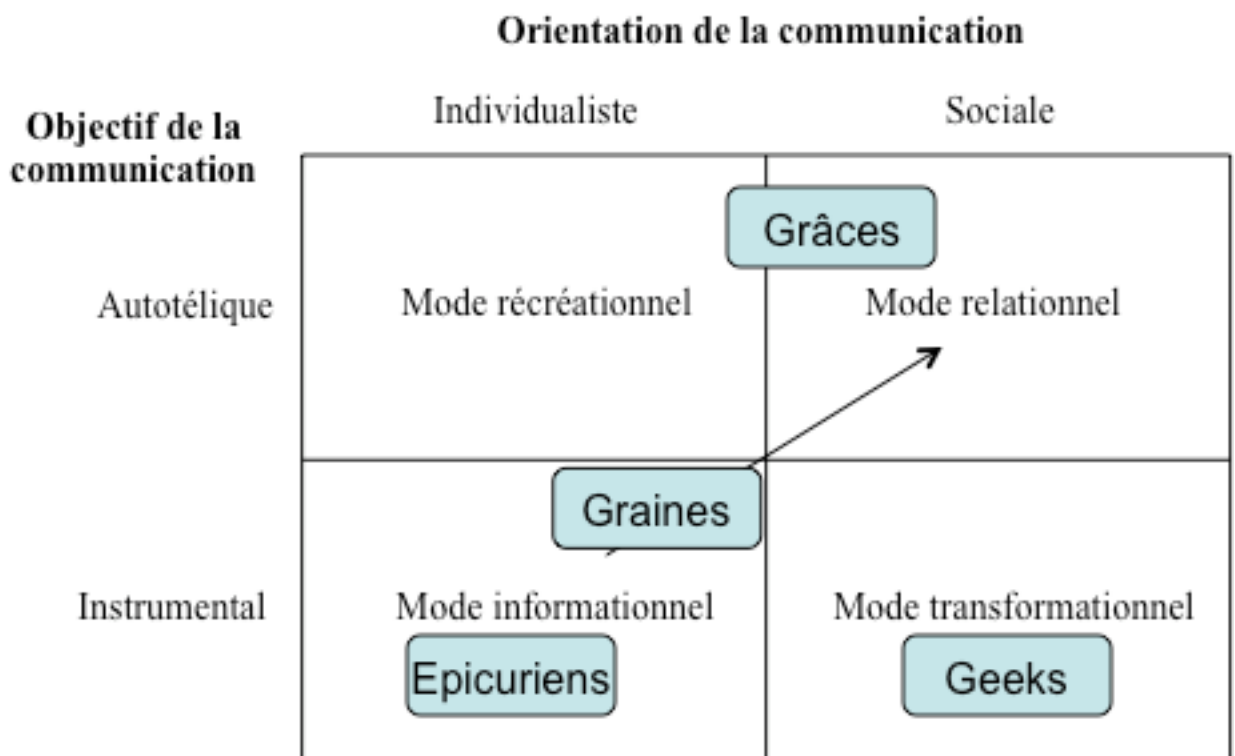 Orientation de la communication
Individualiste
Sociale
Objectif de la
communication
Grâces
Autotélique
Mode récréationnel
Mode relationnel
Graines
Instrumental
Mode informationnel
Mode transformationnel
Epicuriens
Geeks